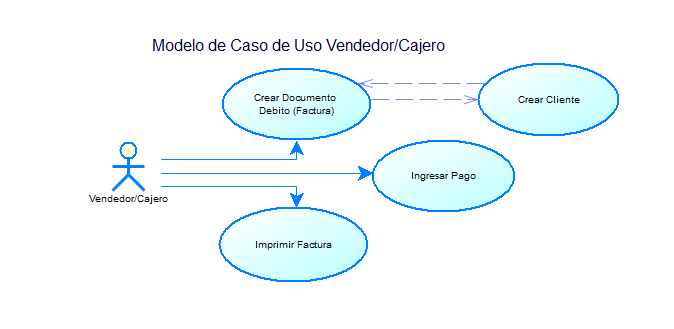 Modelo de Caso de Uso Vendedor/Cajero
Crear Documento
Debito (Factura)
Crear Cliente
Ingresar Pago
Vendedor/Cajero
Imprimir Factura